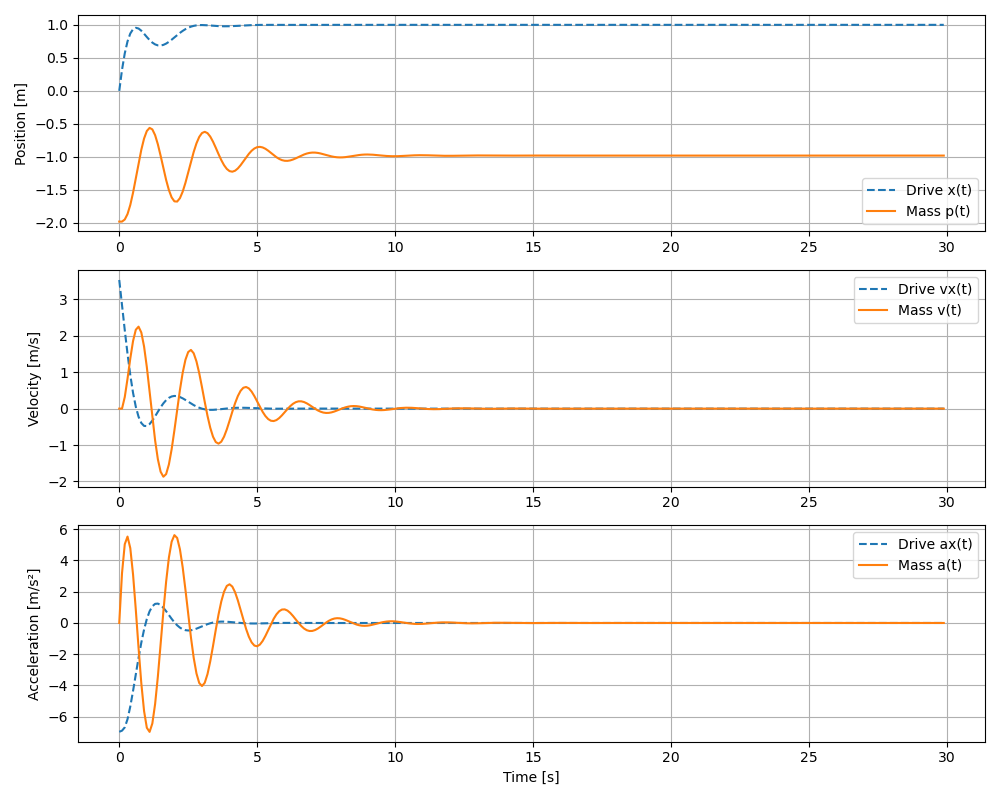 Position [m]
1.0
0.5
0.0
−0.5
−1.0
−1.5
−2.0
Drive x(t)
Mass p(t)
0 5 10 15 20 25 30
Velocity [m/s]
3
2
1
0
−1
−2
Drive vx(t)
Mass v(t)
0 5 10 15 20 25 30
Acceleration [m/s²]
6
4
2
0
−2
−4
−6
Drive ax(t)
Mass a(t)
0 5 10 15 20 25 30
Time [s]